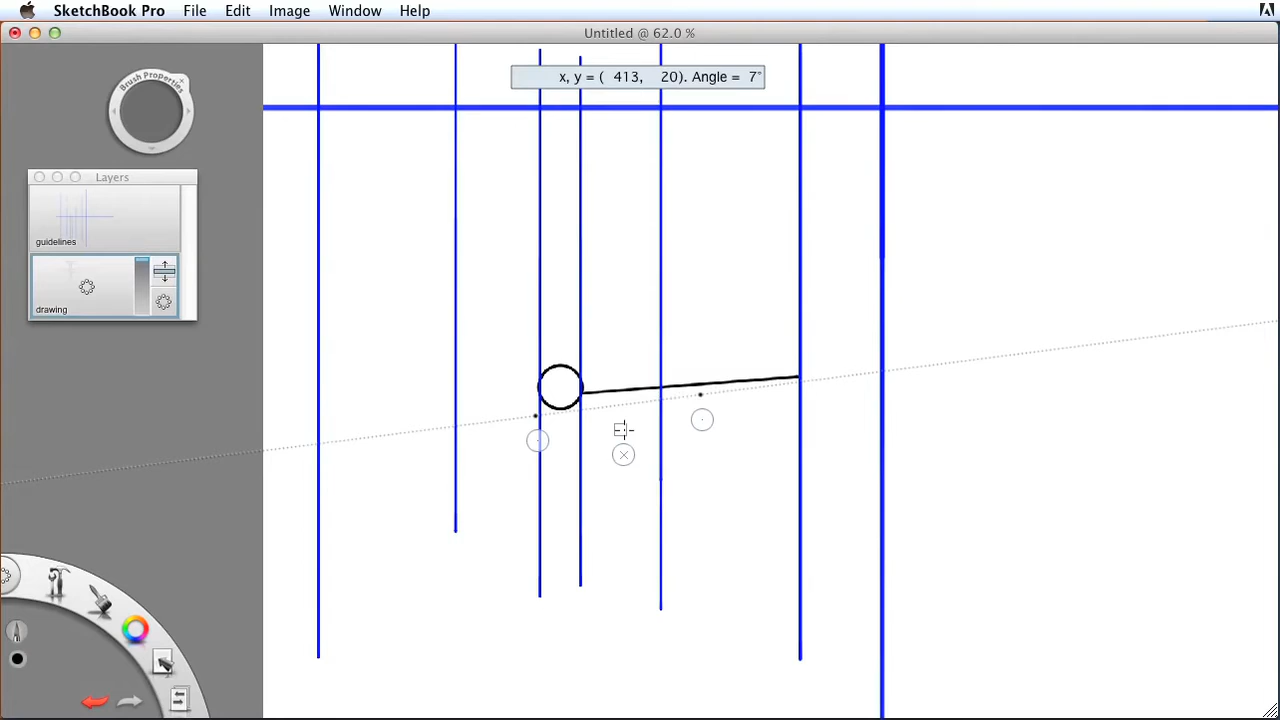 SketchBook Pro File Edit Image Window Help
Untitled @ 62.0 %
x, y = ( 413, 20). Angle = 7°
Brush Properties
Layers
guidelines
drawing